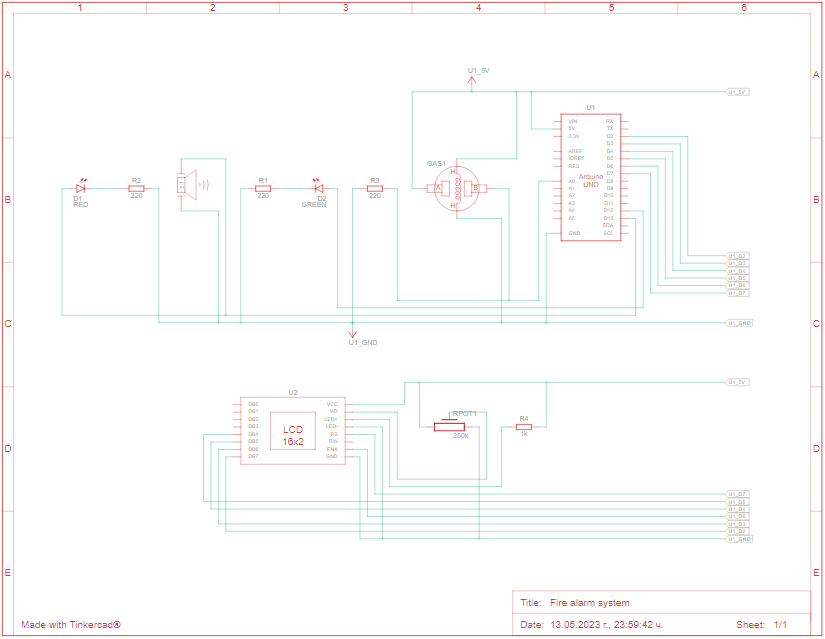 1 2 3 4 5 6
A A
U1_5V
U1_5V
U1
VIN RX
5V TX
3.3V D2
D3
AREF D4
IOREF D5
RES D6
D7
Arduino
UNO
A0 D8
A1 D9
A2 D10
A3 D11
A4 D12
A5 D13
SDA
GND SCL
GAS1
H
A B
H
B B
D1
RED
R2
220
R1
220
D2
GREEN
R3
220
U1_D2
U1_D3
U1_D4
U1_D5
U1_D6
U1_D7
C C
U1_GND
U1_GND
U1_5V
U2
DB0 VCC
DB1 VO
DB2 LED+
DB3 LED-
DB4 RS
DB5 RW
DB6 ENA
DB7 GND
LCD
16x2
RPOT1
250k
R4
1k
D D
U1_D7
U1_D5
U1_D4
U1_D6
U1_D3
U1_D2
U1_GND
E E
Title: Fire alarm system
Made with Tinkercad®
Date: 13.05.2023 г., 23:59:42 ч.
Sheet: 1/1